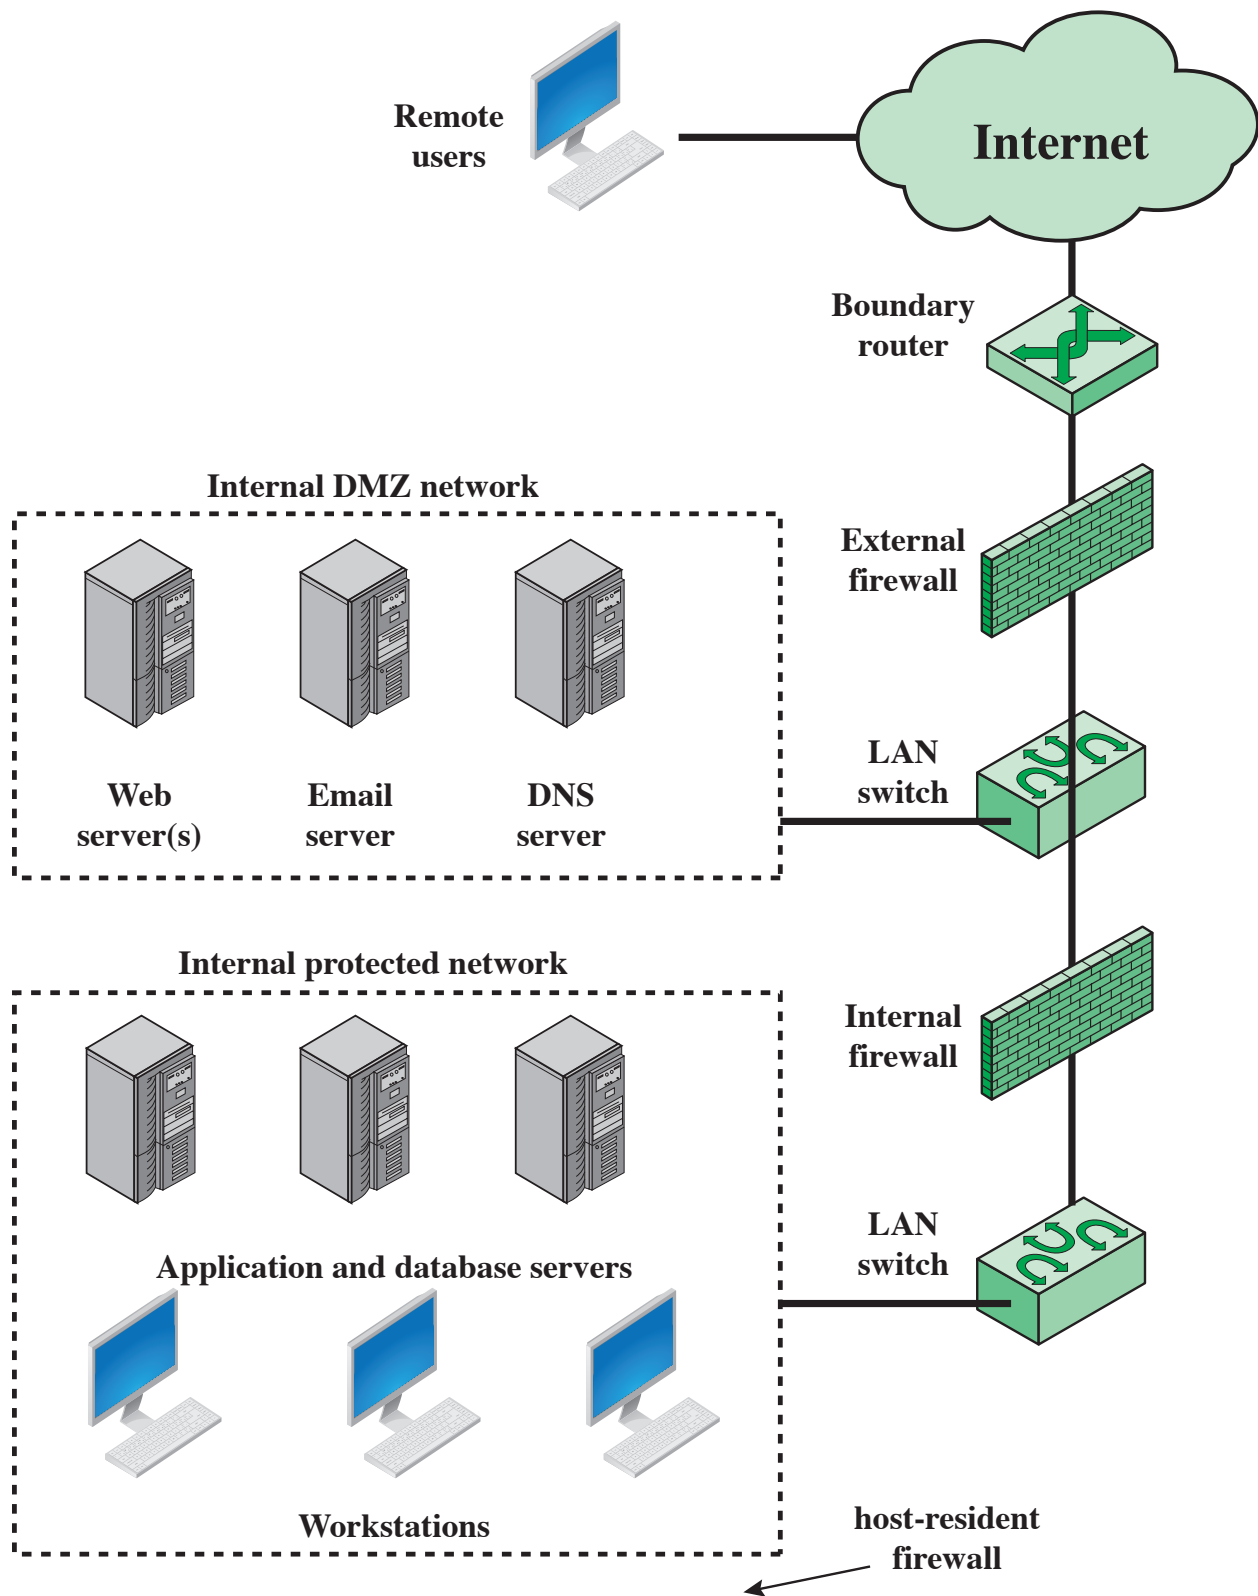 Remote
users
Internet
Boundary
router
Internal DMZ network
External
firewall
Web
server(s)
Email
server
DNS
server
LAN
switch
Internal protected network
Internal
firewall
Application and database servers
LAN
switch
Workstations
host-resident
firewall